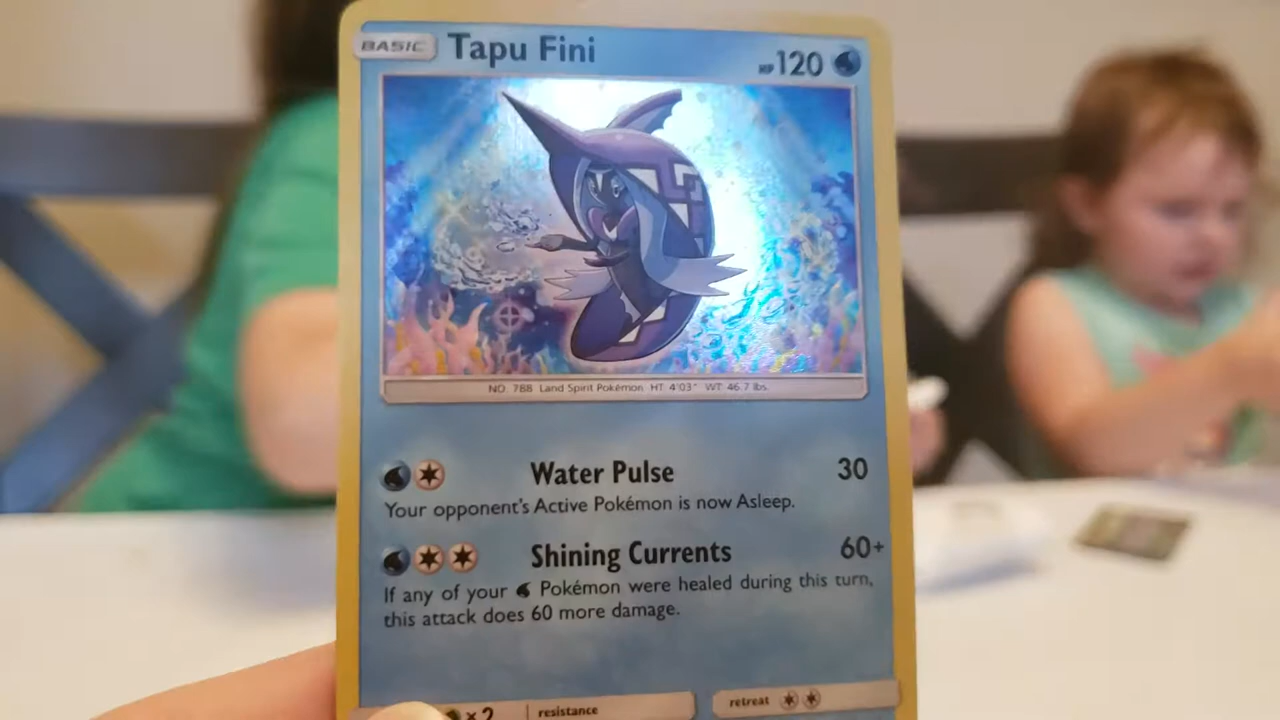 BASIC Tapu Fini HP 120
NO. 788 Land Spirit Pokémon HT: 4'03" WT: 46.7 lbs.
Water Pulse 30
Your opponent's Active Pokémon is now Asleep.
Shining Currents 60+
If any of your Pokémon were healed during this turn,
this attack does 60 more damage.
×2 resistance retreat